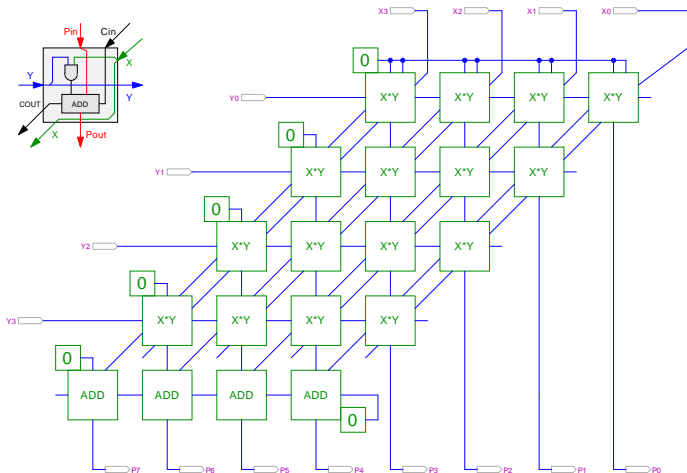 X3 X2 X1 X0
Pin Cin
X
0
Y Y
ADD
COUT
X Pout
Y0 X*Y X*Y X*Y X*Y
0
Y1 X*Y X*Y X*Y X*Y
0
Y2 X*Y X*Y X*Y X*Y
0
Y3 X*Y X*Y X*Y X*Y
0
ADD ADD ADD ADD
0
P7 P6 P5 P4 P3 P2 P1 P0